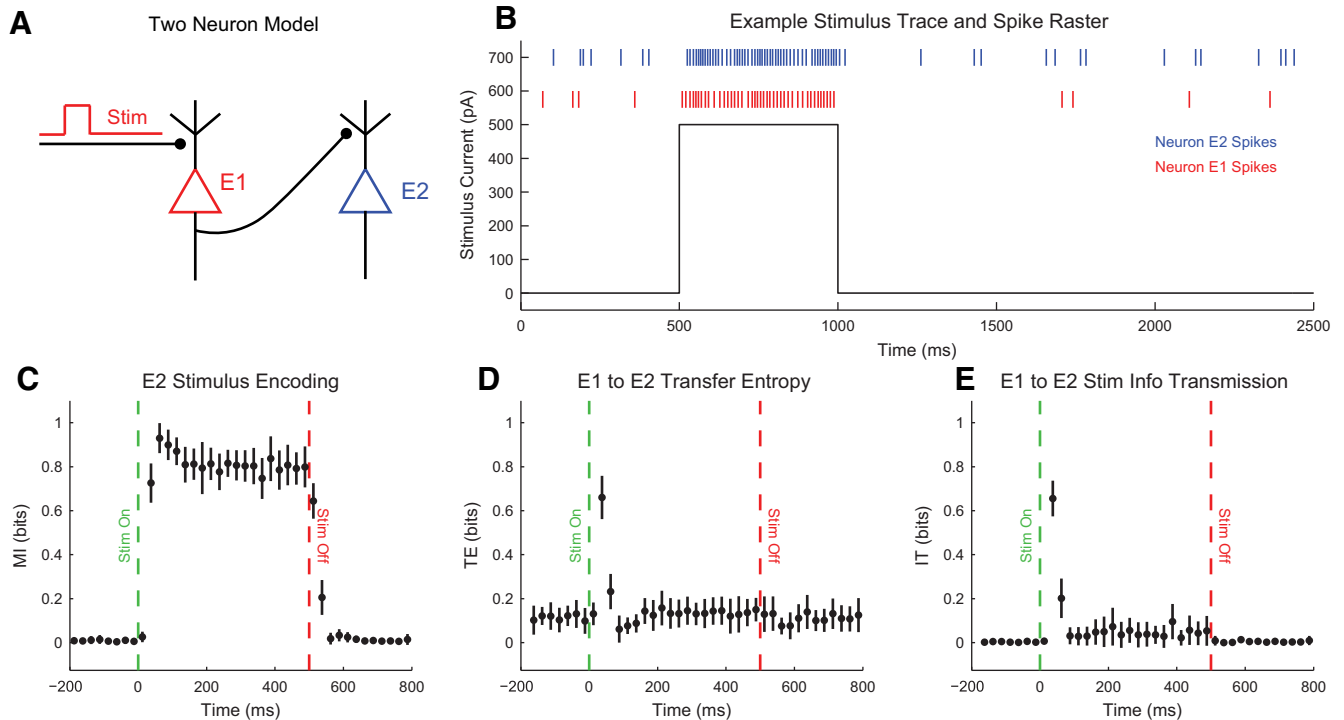 A
Two Neuron Model
Stim
E1
E2
B
Example Stimulus Trace and Spike Raster
Stimulus Current (pA)
700
600
500
400
300
200
100
0
Neuron E2 Spikes
Neuron E1 Spikes
0 500 1000 1500 2000 2500
Time (ms)
C
E2 Stimulus Encoding
MI (bits)
1
0.8
0.6
0.4
0.2
0
Stim On
Stim Off
−200 0 200 400 600 800
Time (ms)
D
E1 to E2 Transfer Entropy
TE (bits)
1
0.8
0.6
0.4
0.2
0
Stim On
Stim Off
−200 0 200 400 600 800
Time (ms)
E
E1 to E2 Stim Info Transmission
IT (bits)
1
0.8
0.6
0.4
0.2
0
Stim On
Stim Off
−200 0 200 400 600 800
Time (ms)